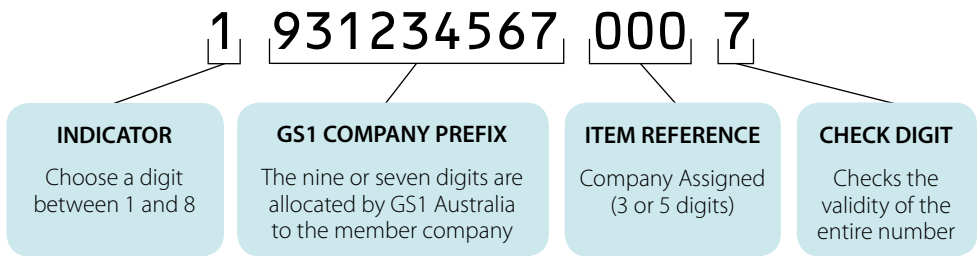 1 931234567 000 7
INDICATOR
Choose a digit
between 1 and 8
GS1 COMPANY PREFIX
The nine or seven digits are
allocated by GS1 Australia
to the member company
ITEM REFERENCE
Company Assigned
(3 or 5 digits)
CHECK DIGIT
Checks the
validity of the
entire number